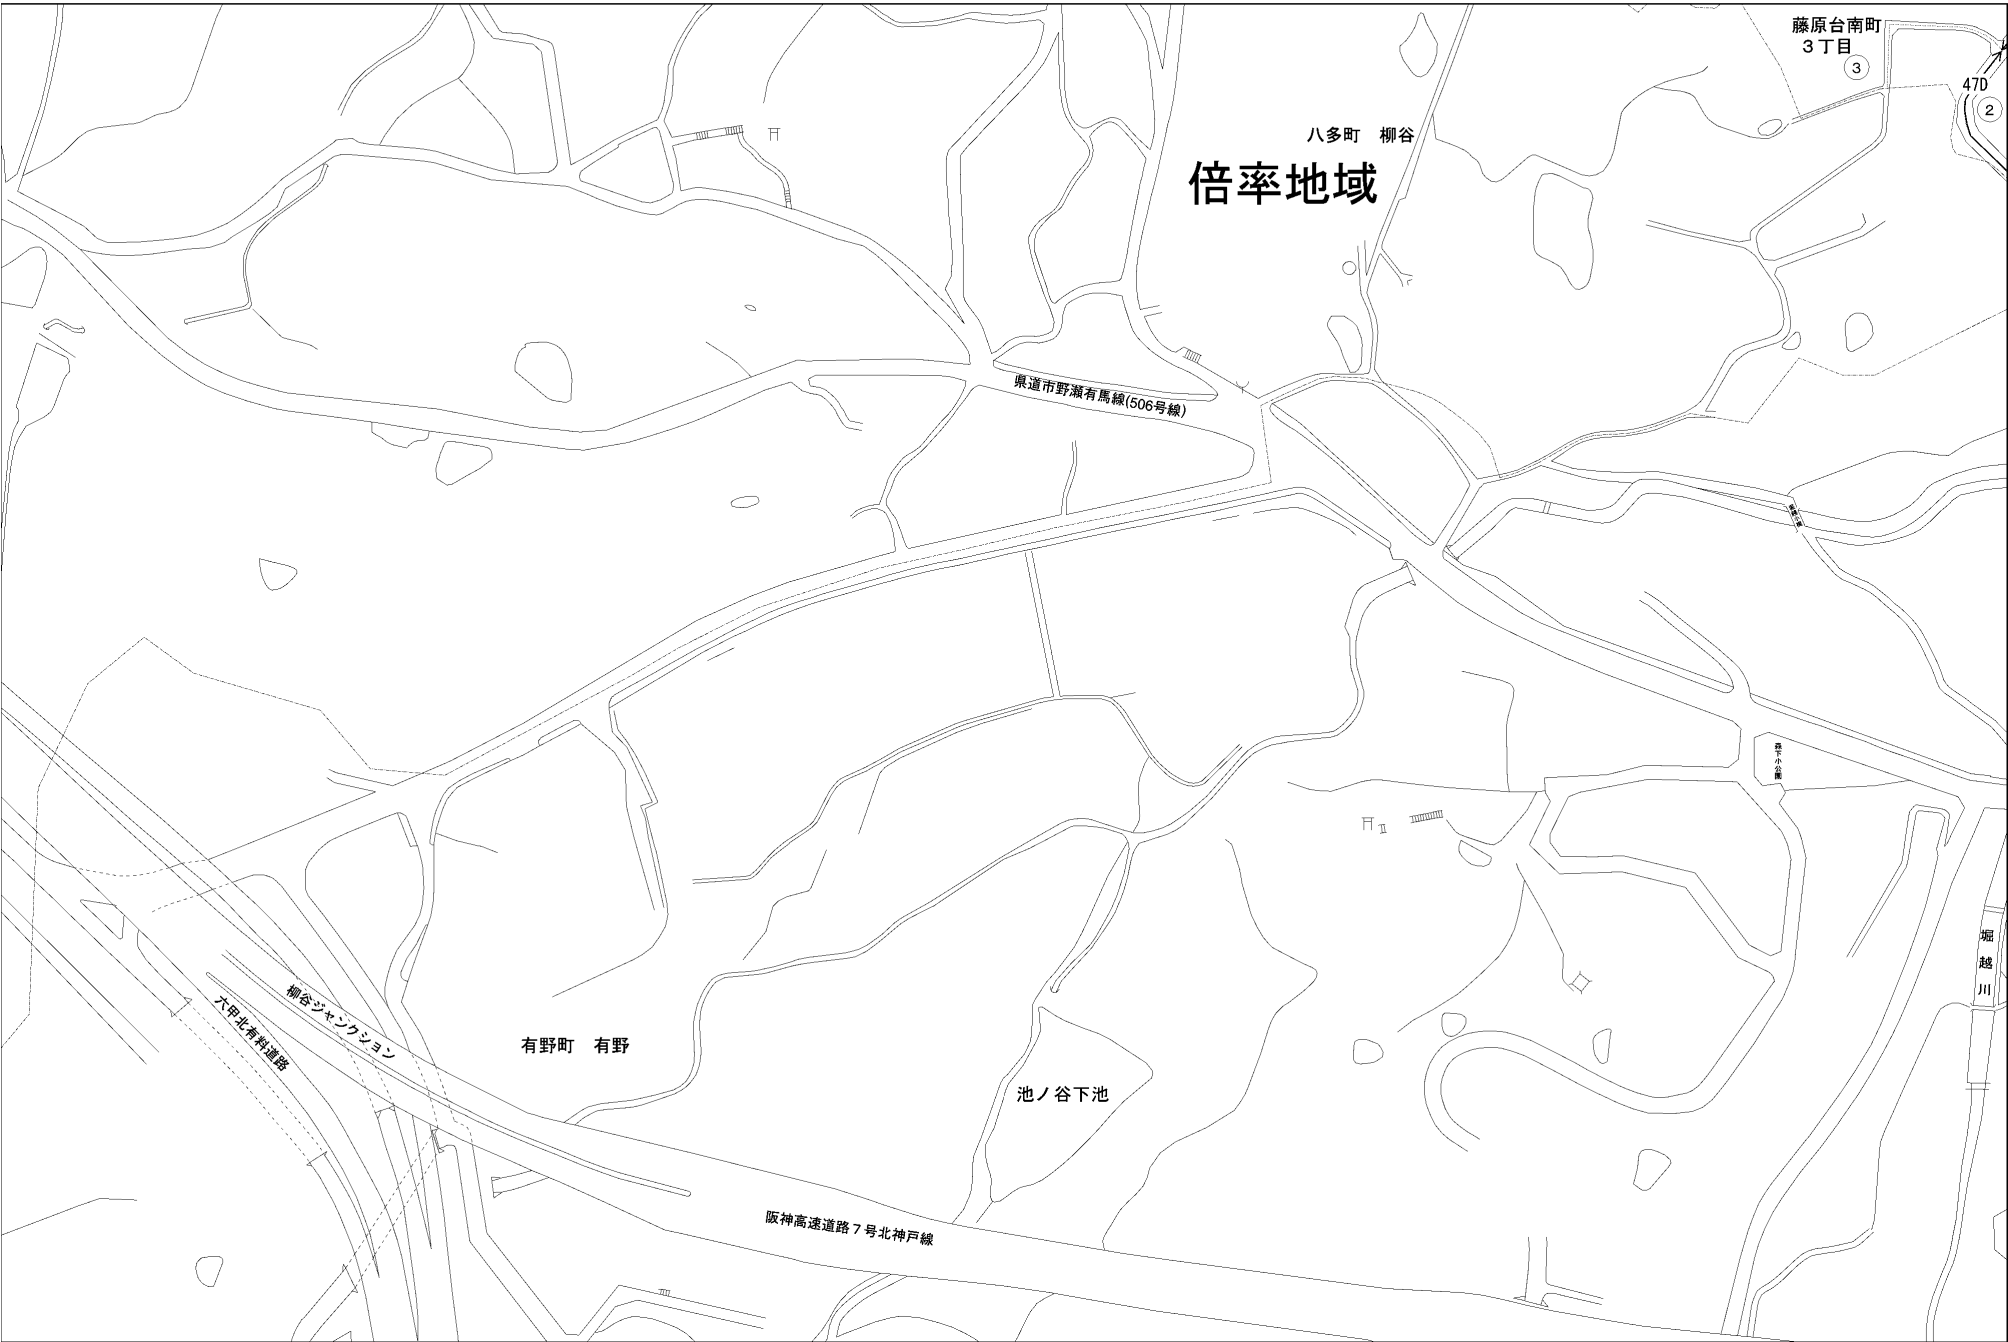 藤原台南町
3丁目
3
47D
2
八多町 柳谷
倍率地域
県道市野瀬有馬線(506号線)
森下小公園
堀越川
柳谷ジャンクション
六甲北有料道路
有野町 有野
池ノ谷下池
阪神高速道路7号北神戸線